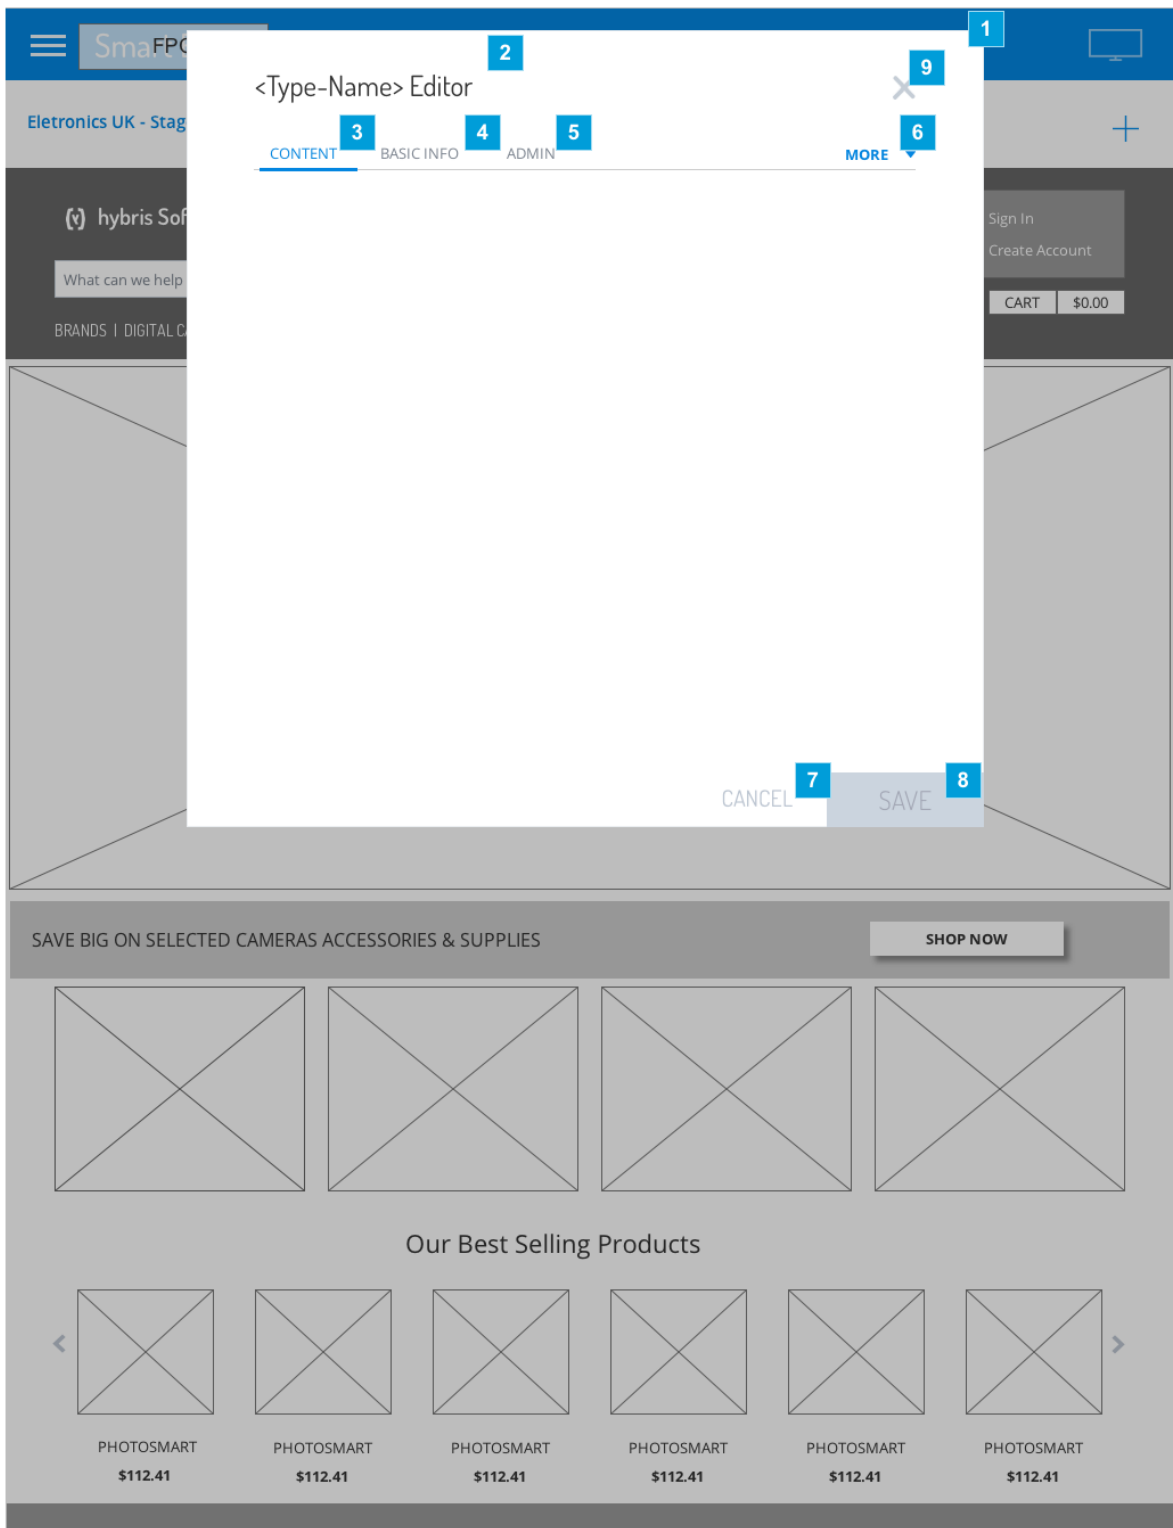 1
Sma FPO
2
9
<Type-Name> Editor
Eletronics UK - Stag
3
4
5
6
CONTENT BASIC INFO ADMIN MORE
hybris Sof
Sign In
Create Account
What can we help
CART $0.00
BRANDS | DIGITAL CA
7
8
CANCEL SAVE
SAVE BIG ON SELECTED CAMERAS ACCESSORIES & SUPPLIES SHOP NOW
Our Best Selling Products
PHOTOSMART PHOTOSMART PHOTOSMART PHOTOSMART PHOTOSMART PHOTOSMART
$112.41 $112.41 $112.41 $112.41 $112.41 $112.41